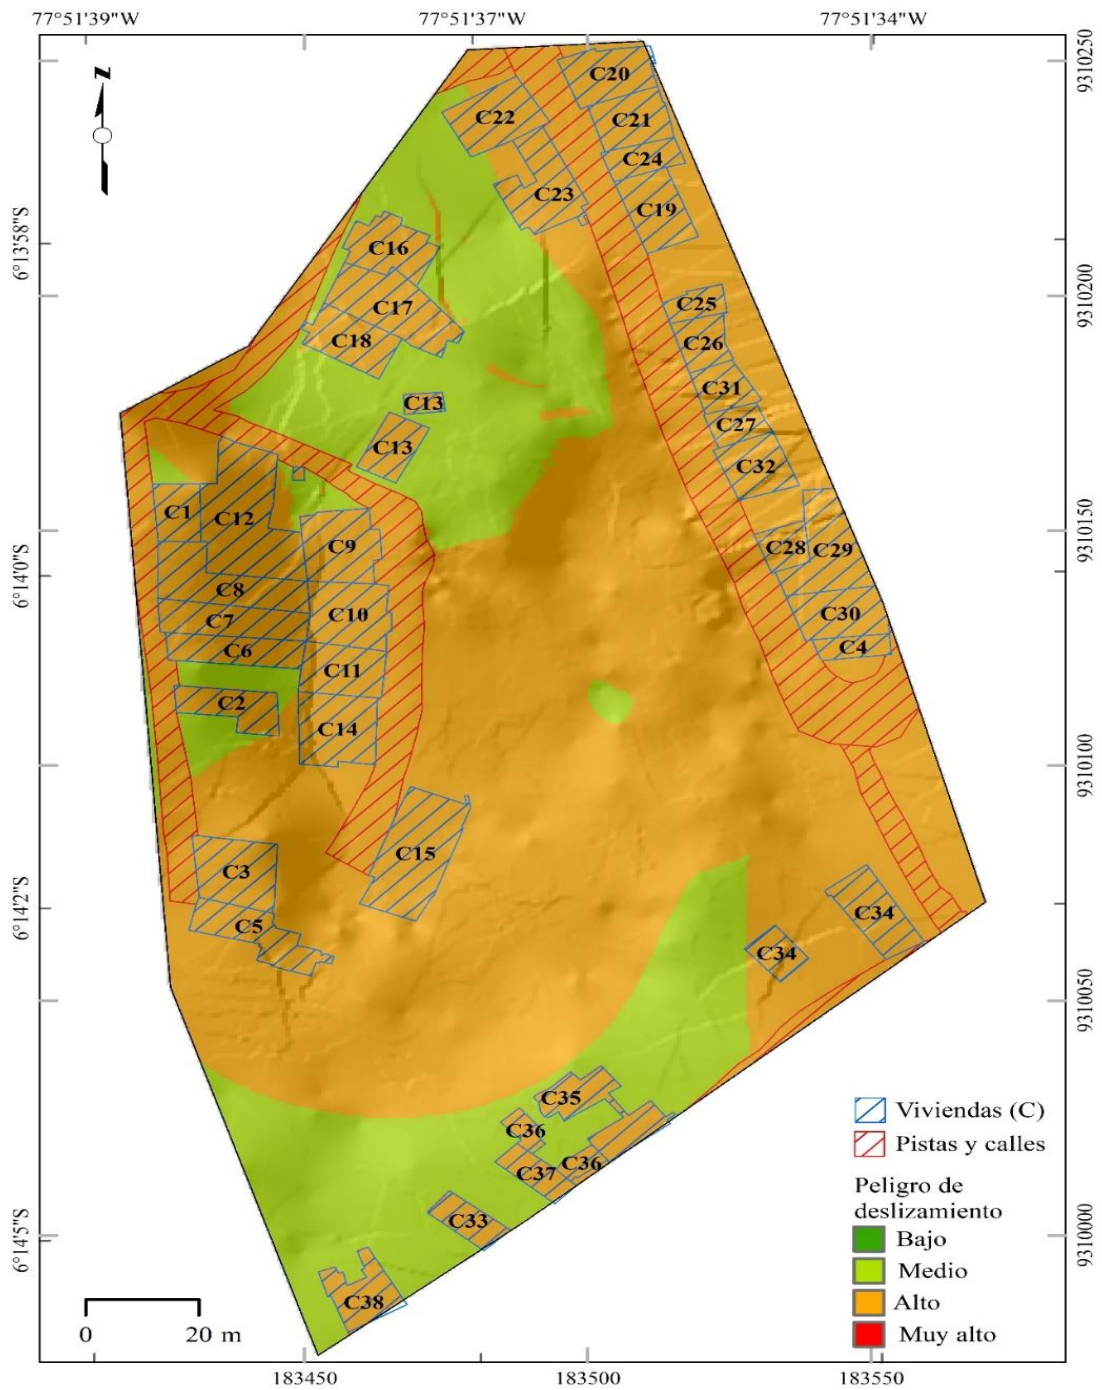 77°51'39"W 77°51'37"W 77°51'34"W
N
9310250
9310200
9310150
9310100
9310050
9310000
6°13'58"S
6°14'0"S
6°14'2"S
6°14'5"S
C20
C22
C21
C24
C23
C19
C16
C25
C17
C26
C18
C31
C13
C27
C13
C32
C1
C12
C9
C28
C29
C8
C10
C30
C7
C6
C4
C11
C2
C14
C15
C3
C34
C5
C34
C35
C36
C36
C37
C33
C38
Viviendas (C)
Pistas y calles
Peligro de
deslizamiento
Bajo
Medio
Alto
Muy alto
0 20 m
183450 183500 183550